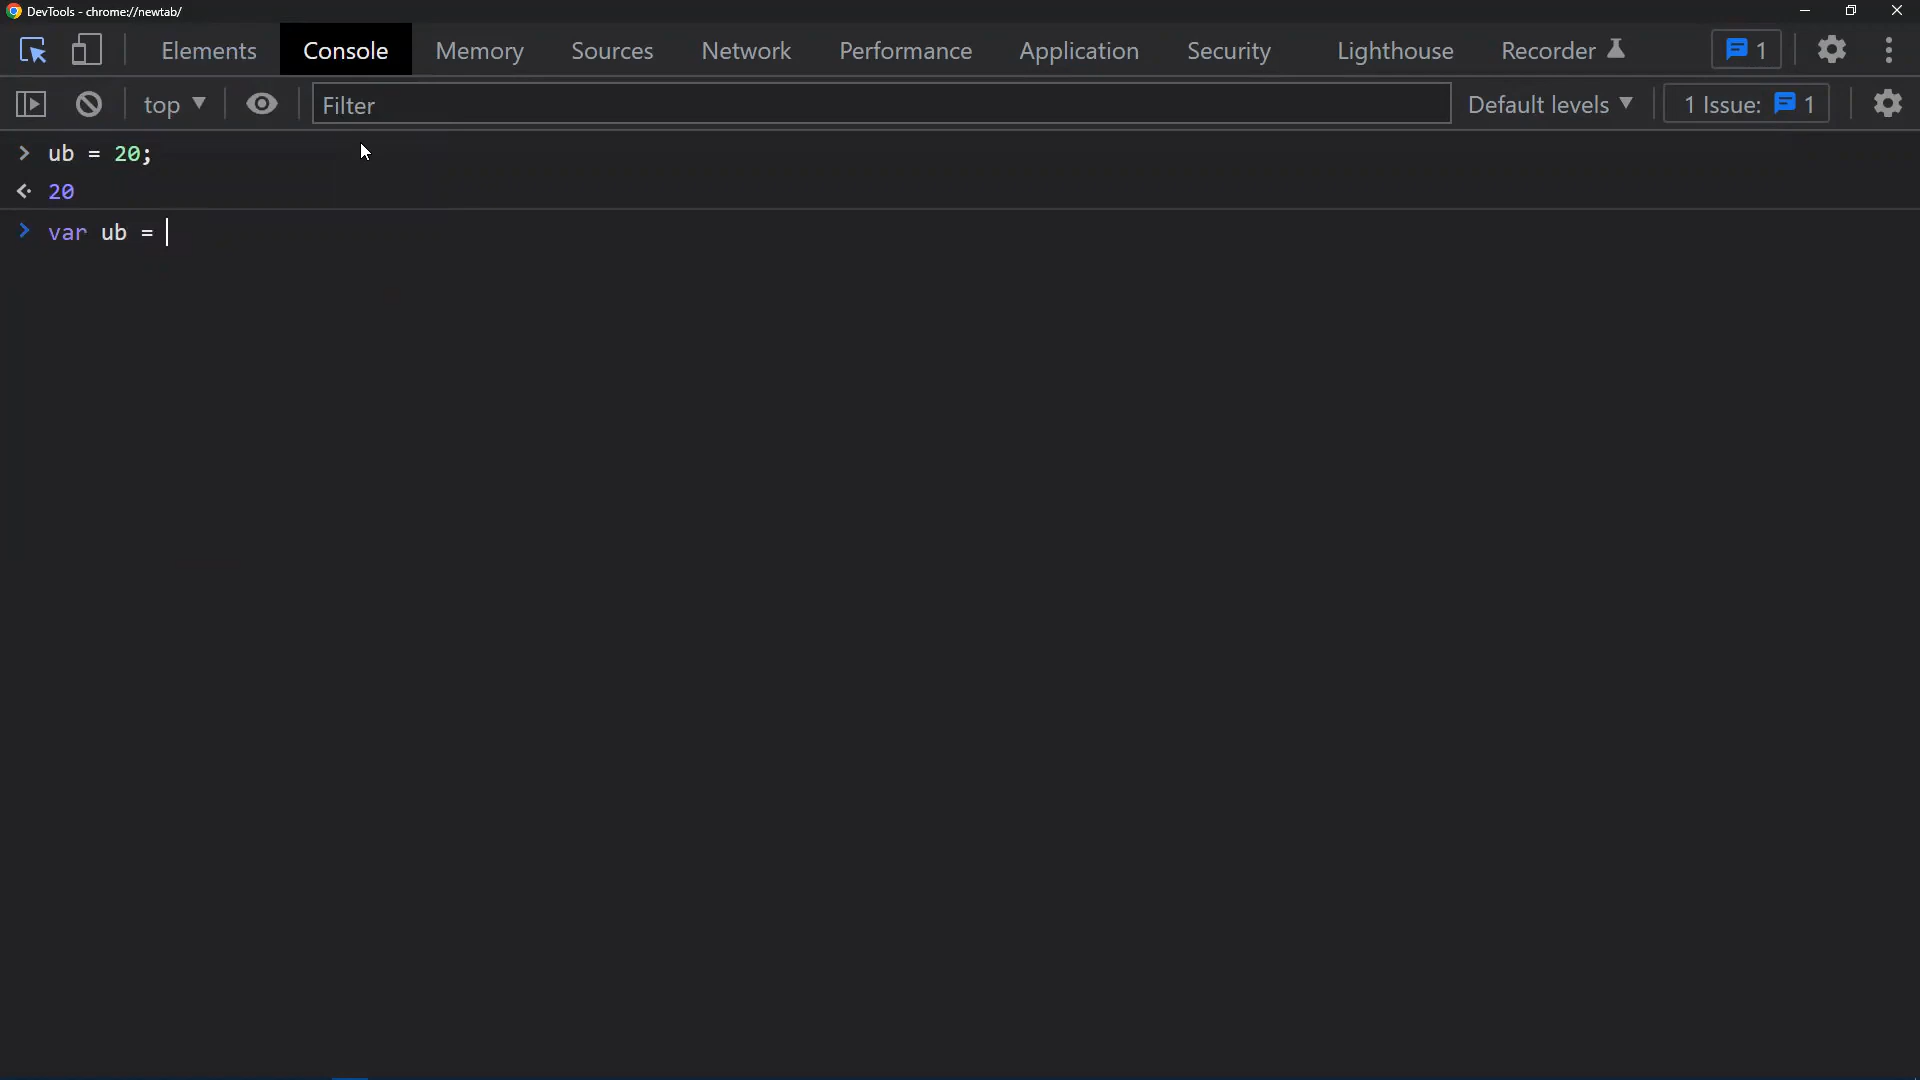 DevTools - chrome://newtab/
Elements Console Memory Sources Network Performance Application Security Lighthouse Recorder 1
top Filter Default levels 1 Issue: 1
> ub = 20;
20
> var ub =